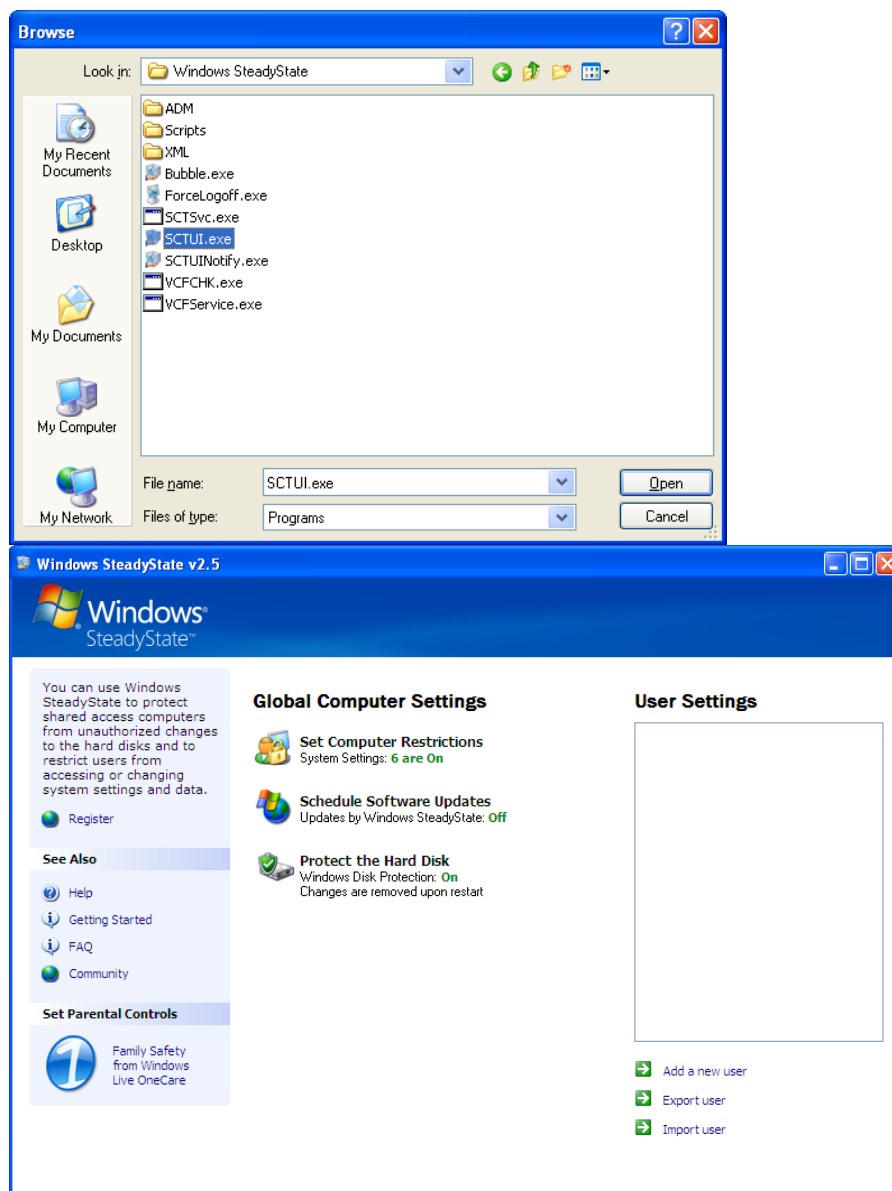 Browse
Look in: Windows SteadyState
My Recent
Documents
Desktop
My Documents
My Computer
My Network
ADM
Scripts
XML
Bubble.exe
ForceLogoff.exe
SCTSvc.exe
SCTUI.exe
SCTUINotify.exe
VCFCHK.exe
VCFService.exe
File name: SCTUI.exe Open
Files of type: Programs Cancel
Windows SteadyState v2.5
Windows®
SteadyState™
You can use Windows
SteadyState to protect
shared access computers
from unauthorized changes
to the hard disks and to
restrict users from
accessing or changing
system settings and data.
Register
See Also
Help
Getting Started
FAQ
Community
Set Parental Controls
Family Safety
from Windows
Live OneCare
Global Computer Settings
Set Computer Restrictions
System Settings: 6 are On
Schedule Software Updates
Updates by Windows SteadyState: Off
Protect the Hard Disk
Windows Disk Protection: On
Changes are removed upon restart
User Settings
Add a new user
Export user
Import user